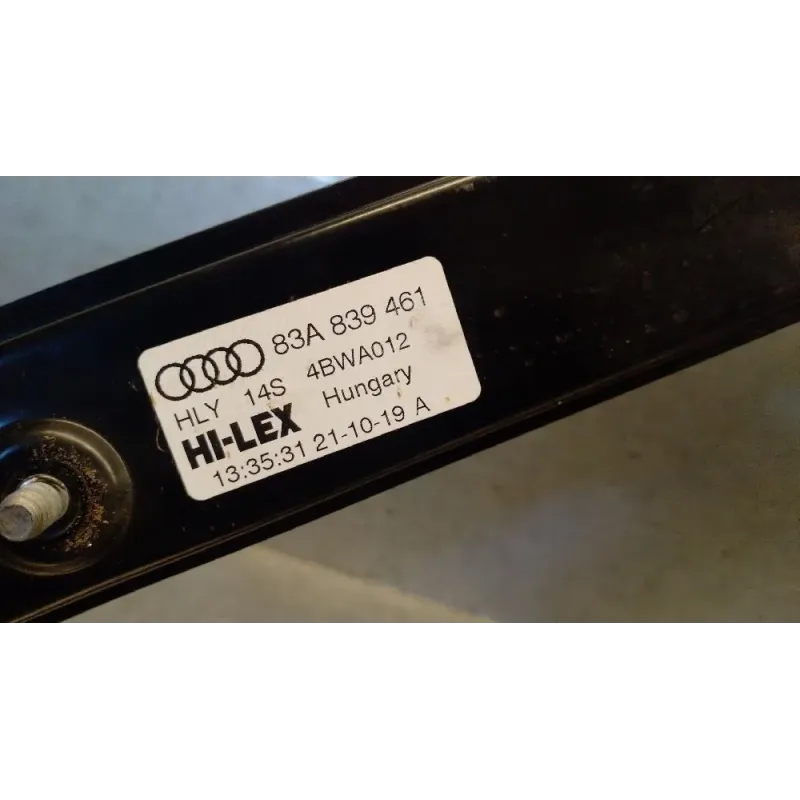 83A 839 461
HLY 14S 4BWA012
HI-LEX Hungary
13:35:31 21-10-19 A